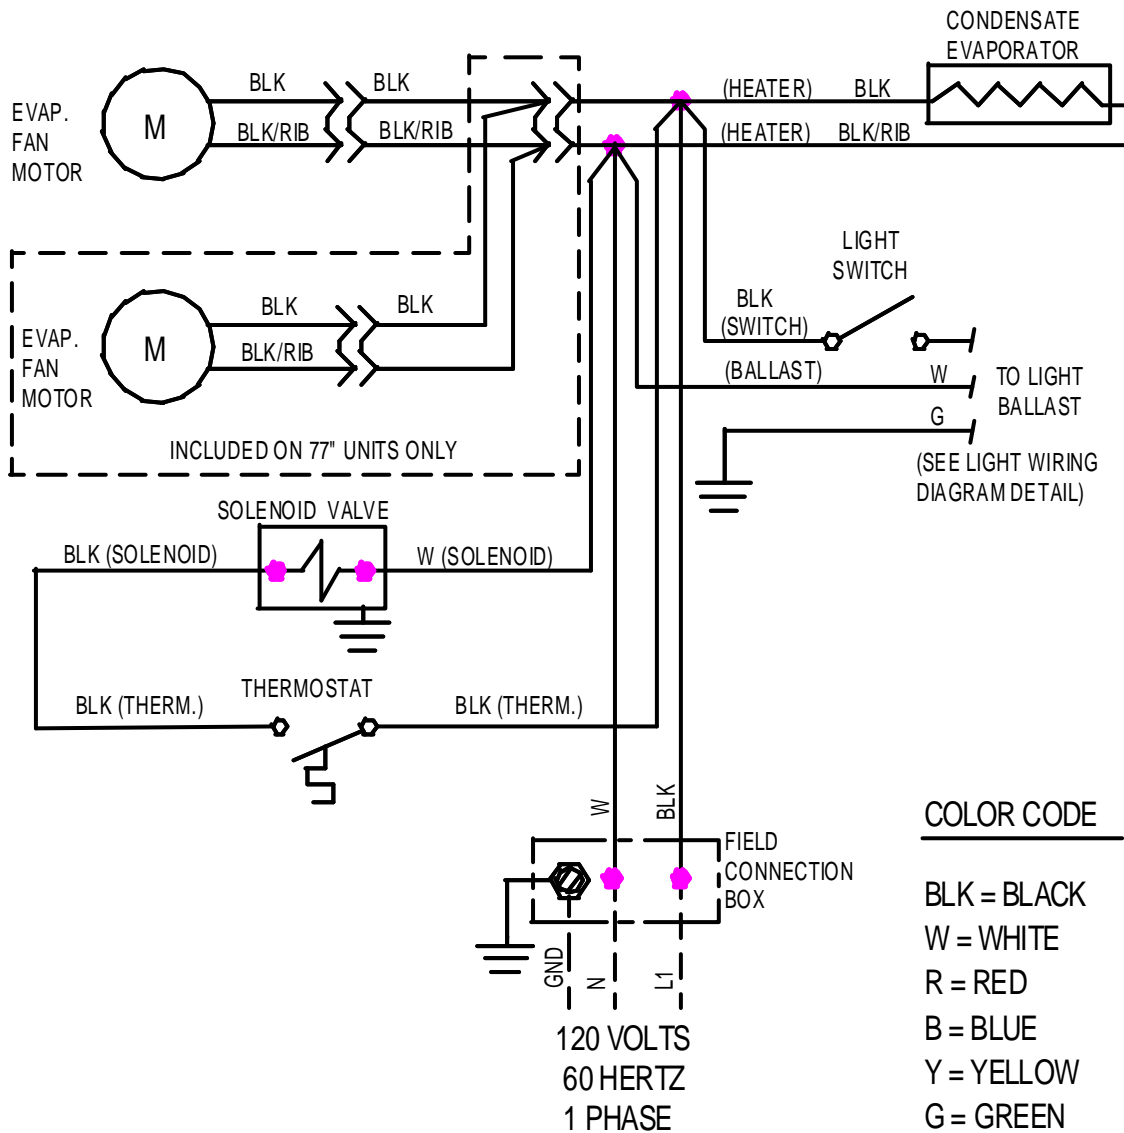 CONDENSATE
EVAPORATOR
BLK
BLK
(HEATER)
BLK
EVAP.
FAN
MOTOR
M
BLK/RIB
BLK/RIB
(HEATER)
BLK/RIB
LIGHT
SWITCH
BLK
(SWITCH)
BLK
BLK
EVAP.
FAN
MOTOR
M
BLK/RIB
(BALLAST)
W
TO LIGHT
BALLAST
G
INCLUDED ON 77" UNITS ONLY
(SEE LIGHT WIRING
DIAGRAM DETAIL)
SOLENOID VALVE
BLK (SOLENOID)
W (SOLENOID)
THERMOSTAT
BLK (THERM.)
BLK (THERM.)
W
BLK
FIELD
CONNECTION
BOX
GND
N
L1
120 VOLTS
60 HERTZ
1 PHASE
COLOR CODE
BLK = BLACK
W = WHITE
R = RED
B = BLUE
Y = YELLOW
G = GREEN